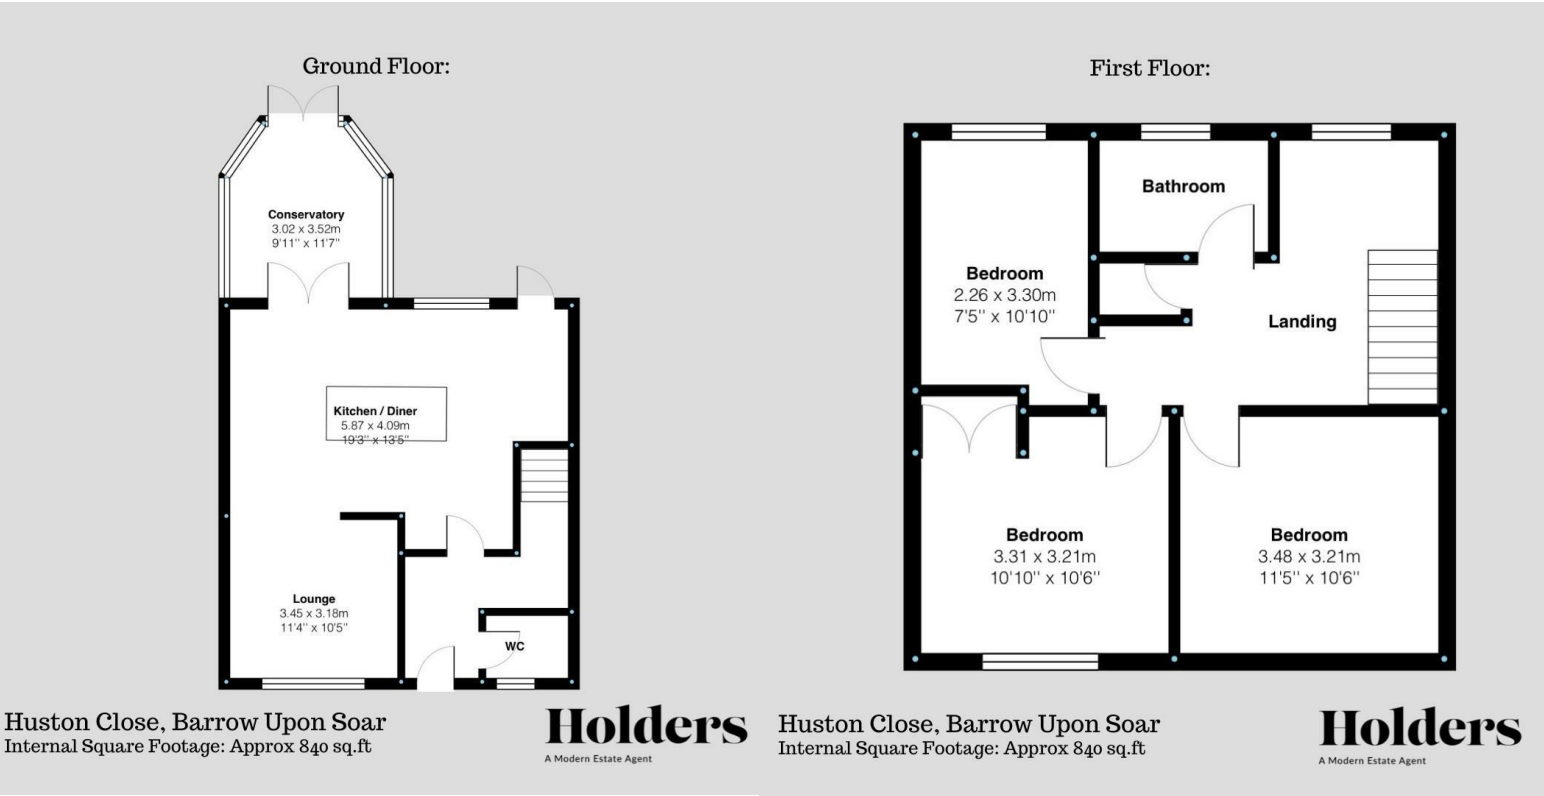 Ground Floor:
Conservatory
3.02 x 3.52m
9'11'' x 11'7"
Kitchen / Diner
5.87 x 4.09m
19'3'' x 13'5''
Lounge
3.45 x 3.18m
11'4'' x 10'5''
WC
Huston Close, Barrow Upon Soar
Internal Square Footage: Approx 840 sq.ft
Holders
A Modern Estate Agent
First Floor:
Bathroom
Bedroom
2.26 x 3.30m
7'5'' x 10'10''
Landing
Bedroom
3.31 x 3.21m
10'10'' x 10'6''
Bedroom
3.48 x 3.21m
11'5'' x 10'6''
Huston Close, Barrow Upon Soar
Internal Square Footage: Approx 840 sq.ft
Holders
A Modern Estate Agent